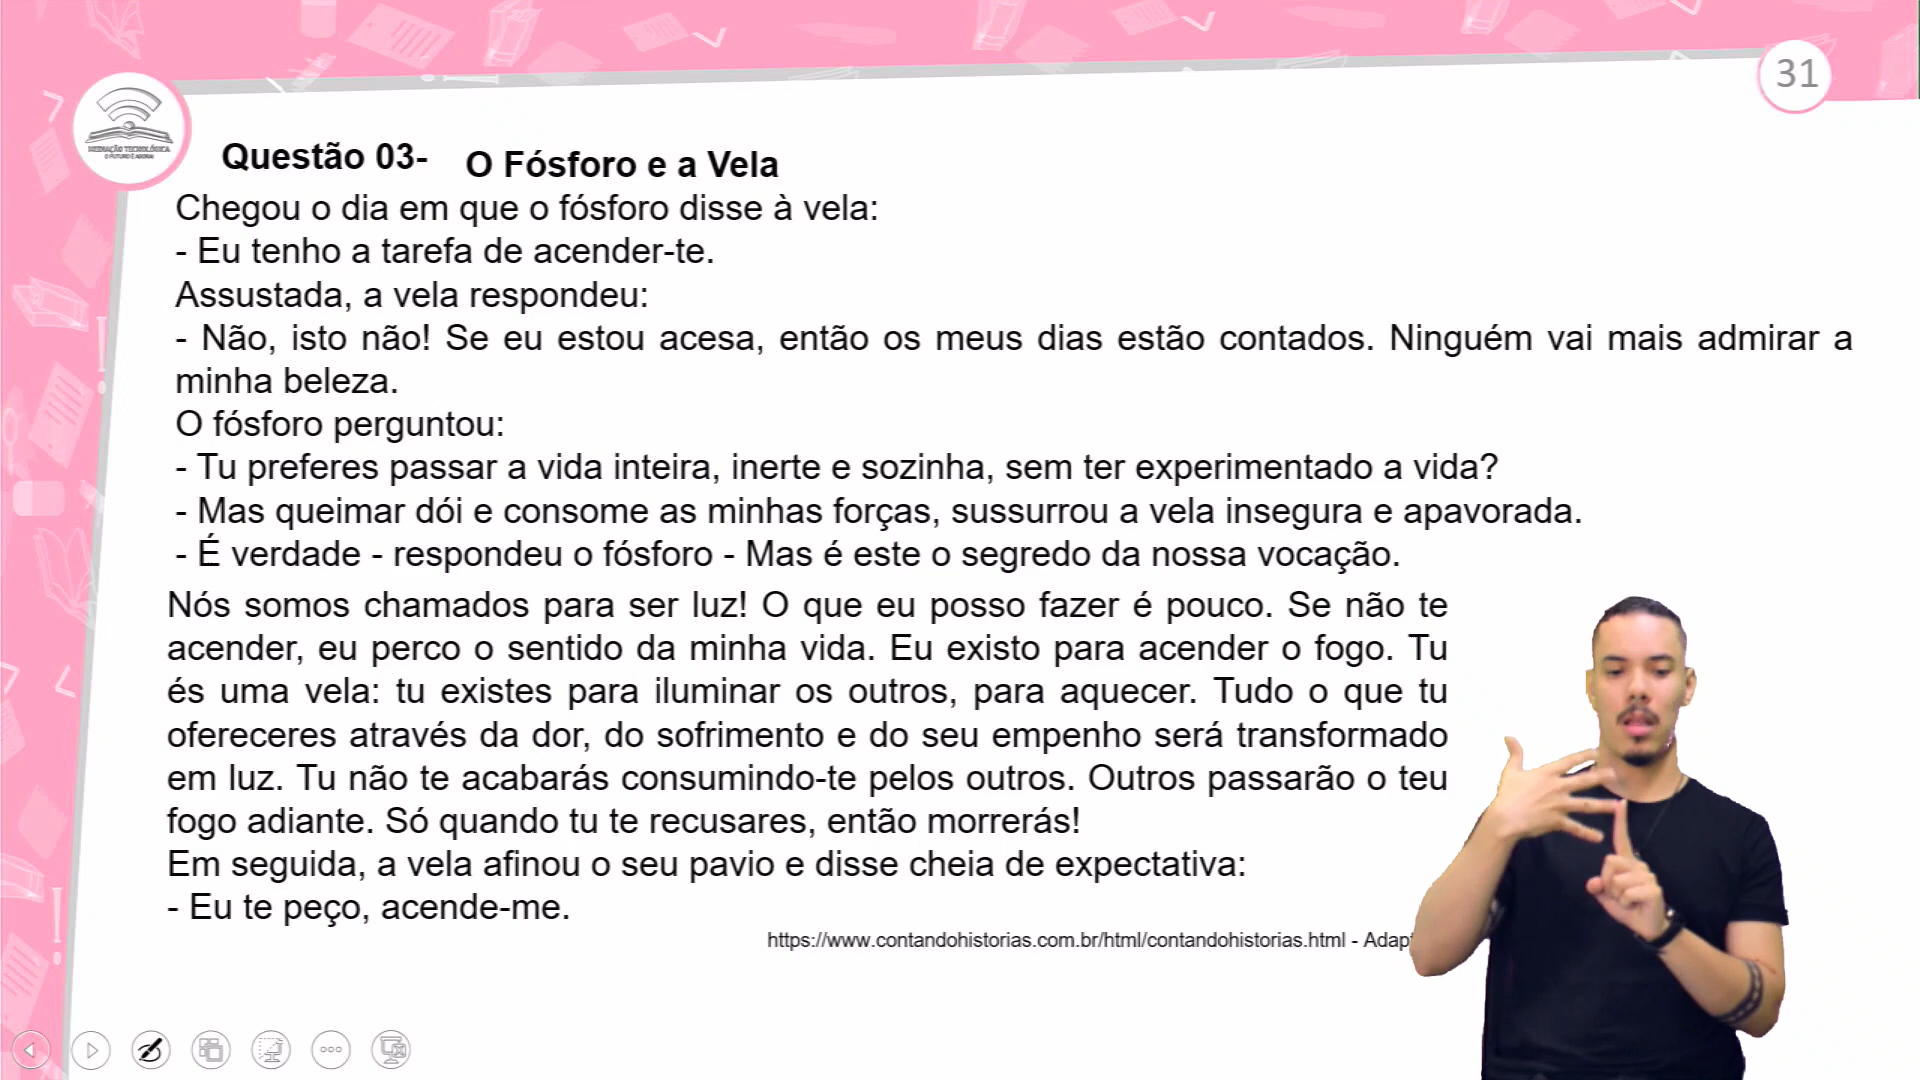 31
MEDIAÇÃO TECNOLÓGICA
O FUTURO É AGORA!
Questão 03- O Fósforo e a Vela
Chegou o dia em que o fósforo disse à vela:
- Eu tenho a tarefa de acender-te.
Assustada, a vela respondeu:
- Não, isto não! Se eu estou acesa, então os meus dias estão contados. Ninguém vai mais admirar a
minha beleza.
O fósforo perguntou:
- Tu preferes passar a vida inteira, inerte e sozinha, sem ter experimentado a vida?
- Mas queimar dói e consome as minhas forças, sussurrou a vela insegura e apavorada.
- É verdade - respondeu o fósforo - Mas é este o segredo da nossa vocação.
Nós somos chamados para ser luz! O que eu posso fazer é pouco. Se não te
acender, eu perco o sentido da minha vida. Eu existo para acender o fogo. Tu
és uma vela: tu existes para iluminar os outros, para aquecer. Tudo o que tu
ofereceres através da dor, do sofrimento e do seu empenho será transformado
em luz. Tu não te acabarás consumindo-te pelos outros. Outros passarão o teu
fogo adiante. Só quando tu te recusares, então morrerás!
Em seguida, a vela afinou o seu pavio e disse cheia de expectativa:
- Eu te peço, acende-me.
https://www.contandohistorias.com.br/html/contandohistorias.html - Adapt